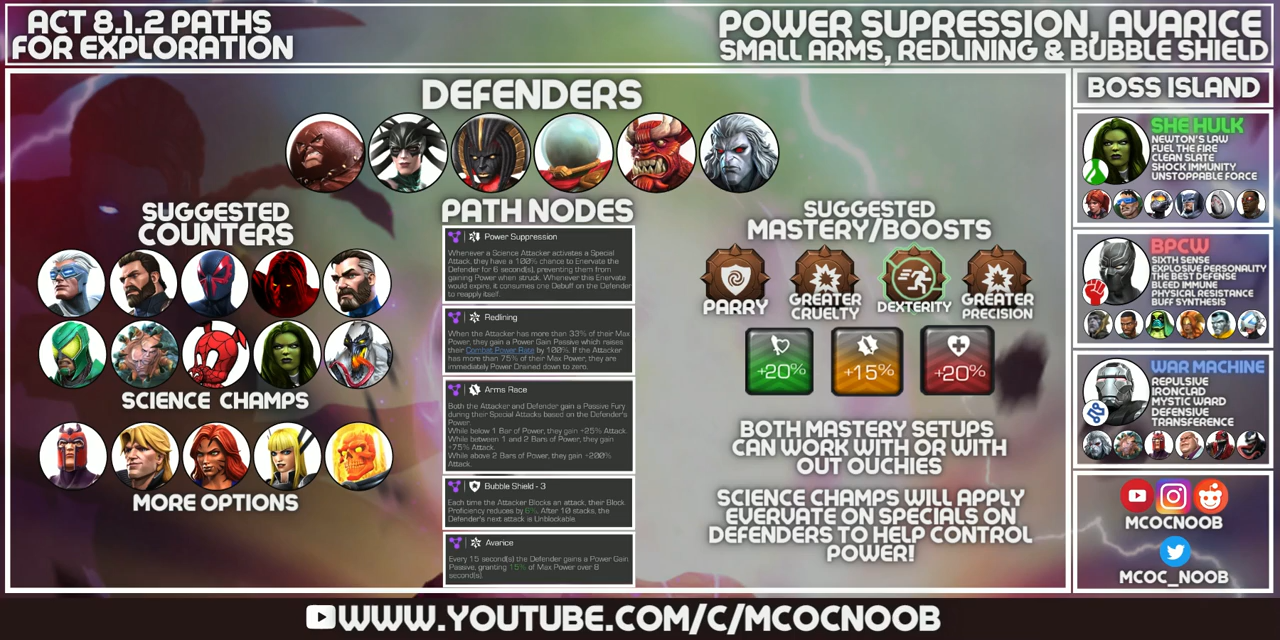 ACT 8.1.2 PATHS
FOR EXPLORATION
POWER SUPRESSION, AVARICE
SMALL ARMS, REDLINING & BUBBLE SHIELD
DEFENDERS
SUGGESTED
COUNTERS
SCIENCE CHAMPS
MORE OPTIONS
PATH NODES
Power Suppression
Whenever a Science Attacker activates a Special
Attack, they have a 100% chance to Enervate the
Defender for 6 second(s), preventing them from
gaining Power when struck. Whenever this Enervate
would expire, it consumes one Debuff on the Defender
to reapply itself.
Redlining
When the Attacker has more than 33% of their Max
Power, they gain a Power Gain Passive which raises
their Combat Power Rate by 100%. If the Attacker
has more than 75% of their Max Power, they are
immediately Power Drained down to zero.
Arms Race
Both the Attacker and Defender gain a Passive Fury
during their Special Attacks based on the Defender's
Power.
While below 1 Bar of Power, they gain +25% Attack.
While between 1 and 2 Bars of Power, they gain
+75% Attack.
While above 2 Bars of Power, they gain +200%
Attack.
Bubble Shield - 3
Each time the Attacker Blocks an attack, their Block
Proficiency reduces by 6%. After 10 stacks, the
Defender's next attack is Unblockable.
Avarice
Every 15 second(s) the Defender gains a Power Gain
Passive, granting 15% of Max Power over 8
second(s).
SUGGESTED
MASTERY/BOOSTS
PARRY
GREATER
CRUELTY
DEXTERITY
GREATER
PRECISION
+20%
+15%
+20%
BOTH MASTERY SETUPS
CAN WORK WITH OR WITH
OUT OUCHIES
SCIENCE CHAMPS WILL APPLY
EVERVATE ON SPECIALS ON
DEFENDERS TO HELP CONTROL
POWER!
BOSS ISLAND
SHE HULK
NEWTON'S LAW
FUEL THE FIRE
CLEAN SLATE
SHOCK IMMUNITY
UNSTOPPABLE FORCE
BPCW
SIXTH SENSE
EXPLOSIVE PERSONALITY
THE BEST DEFENSE
BLEED IMMUNE
PHYSICAL RESISTANCE
BUFF SYNTHESIS
WAR MACHINE
REPULSIVE
IRONCLAD
MYSTIC WARD
DEFENSIVE
TRANSFERENCE
MCOCNOOB
MCOC_NOOB
WWW.YOUTUBE.COM/C/MCOCNOOB